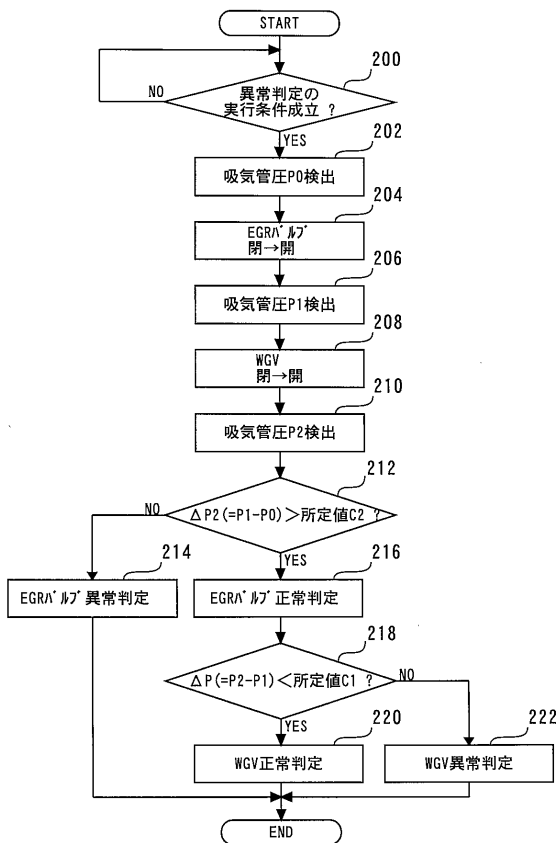 START
200
異常判定の
実行条件成立 ?
NO
YES
202
吸気管圧P0検出
204
EGRバルブ
閉→開
206
吸気管圧P1検出
208
WGV
閉→開
210
吸気管圧P2検出
212
ΔP2(=P1-P0)>所定値C2 ?
NO
YES
214
EGRバルブ異常判定
216
EGRバルブ正常判定
218
ΔP(=P2-P1)<所定値C1 ?
NO
YES
220
WGV正常判定
222
WGV異常判定
END